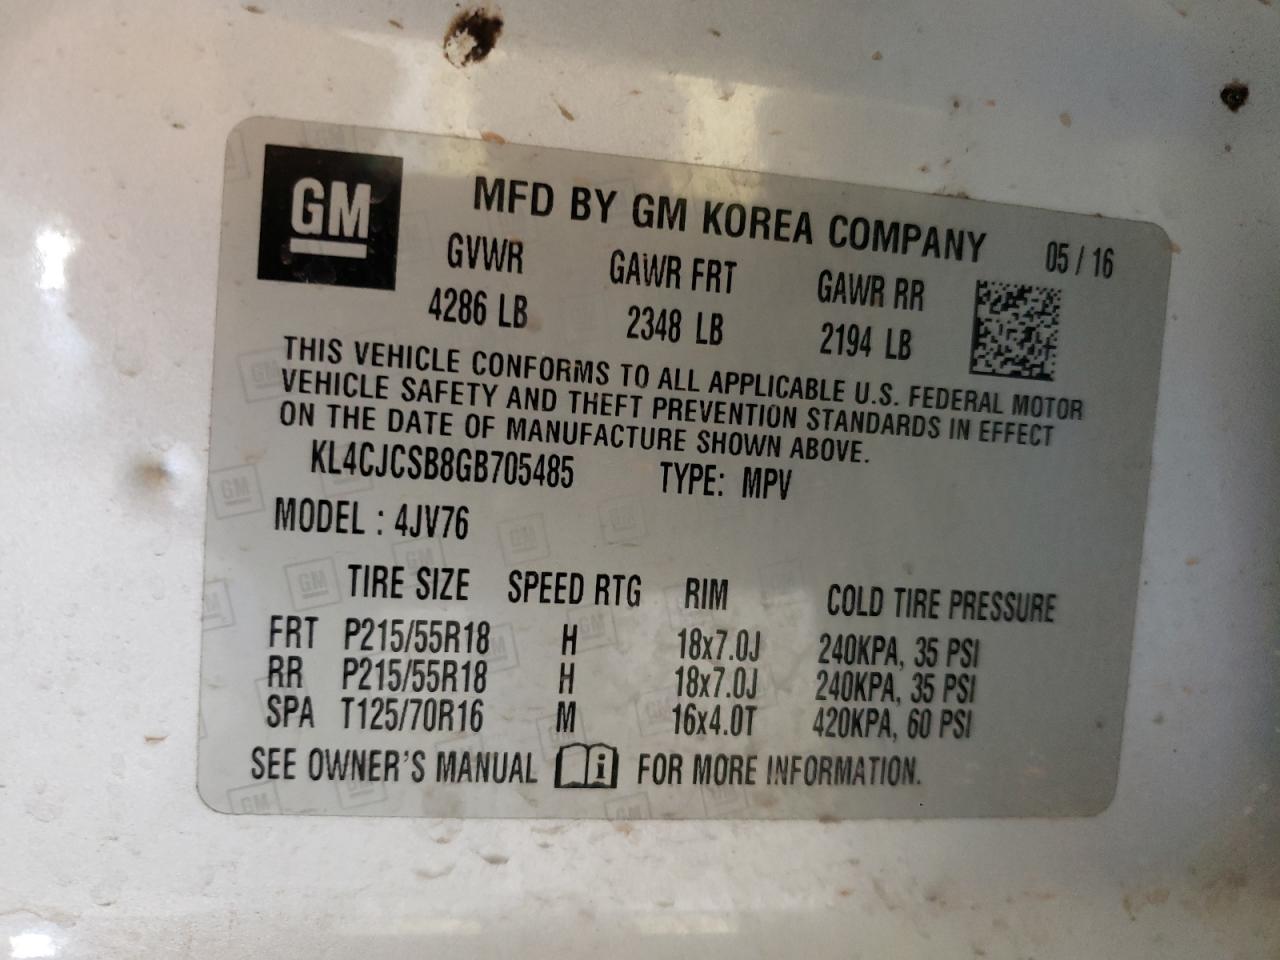 GM
MFD BY GM KOREA COMPANY 05 / 16
GVWR GAWR FRT GAWR RR
4286 LB 2348 LB 2194 LB
THIS VEHICLE CONFORMS TO ALL APPLICABLE U.S. FEDERAL MOTOR
VEHICLE SAFETY AND THEFT PREVENTION STANDARDS IN EFFECT
ON THE DATE OF MANUFACTURE SHOWN ABOVE.
KL4CJCSB8GB705485 TYPE: MPV
MODEL : 4JV76
TIRE SIZE SPEED RTG RIM COLD TIRE PRESSURE
FRT P215/55R18 H 18x7.0J 240KPA, 35 PSI
RR P215/55R18 H 18x7.0J 240KPA, 35 PSI
SPA T125/70R16 M 16x4.0T 420KPA, 60 PSI
SEE OWNER'S MANUAL i FOR MORE INFORMATION.